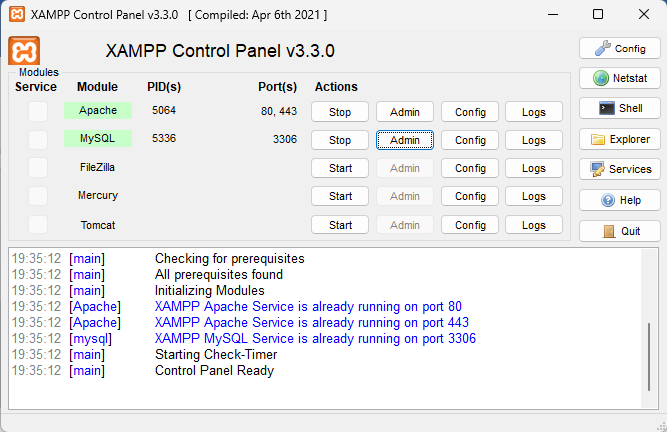 XAMPP Control Panel v3.3.0 [ Compiled: Apr 6th 2021 ]
XAMPP Control Panel v3.3.0
Config
Modules
Service Module PID(s) Port(s) Actions
Netstat
Apache 5064 80, 443 Stop Admin Config Logs
Shell
MySQL 5336 3306 Stop Admin Config Logs
Explorer
FileZilla Start Admin Config Logs
Services
Mercury Start Admin Config Logs
Help
Tomcat Start Admin Config Logs
Quit
19:35:12 [main] Checking for prerequisites
19:35:12 [main] All prerequisites found
19:35:12 [main] Initializing Modules
19:35:12 [Apache] XAMPP Apache Service is already running on port 80
19:35:12 [Apache] XAMPP Apache Service is already running on port 443
19:35:12 [mysql] XAMPP MySQL Service is already running on port 3306
19:35:12 [main] Starting Check-Timer
19:35:12 [main] Control Panel Ready